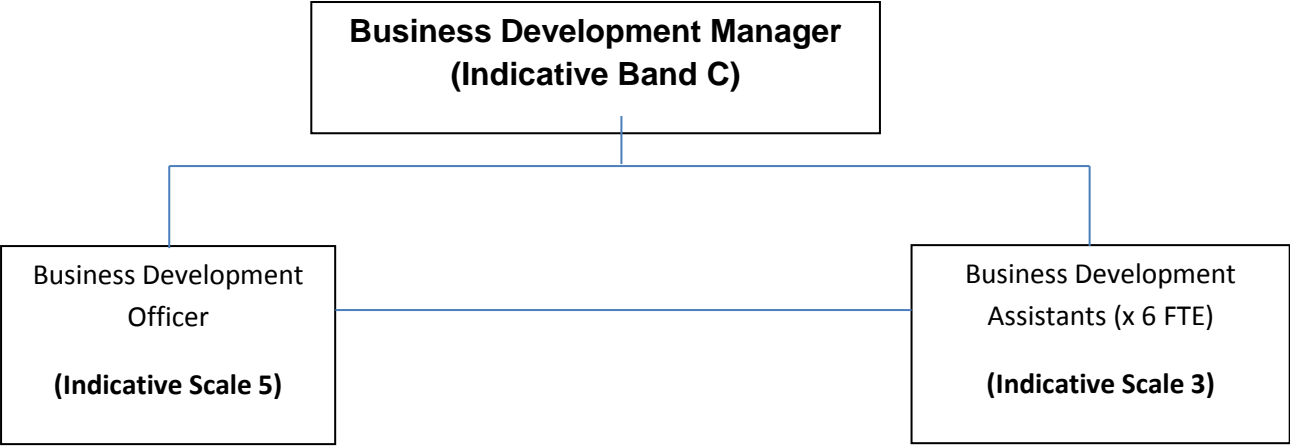 Business Development Manager
(Indicative Band C)
Business Development
Officer
(Indicative Scale 5)
Business Development
Assistants (x 6 FTE)
(Indicative Scale 3)